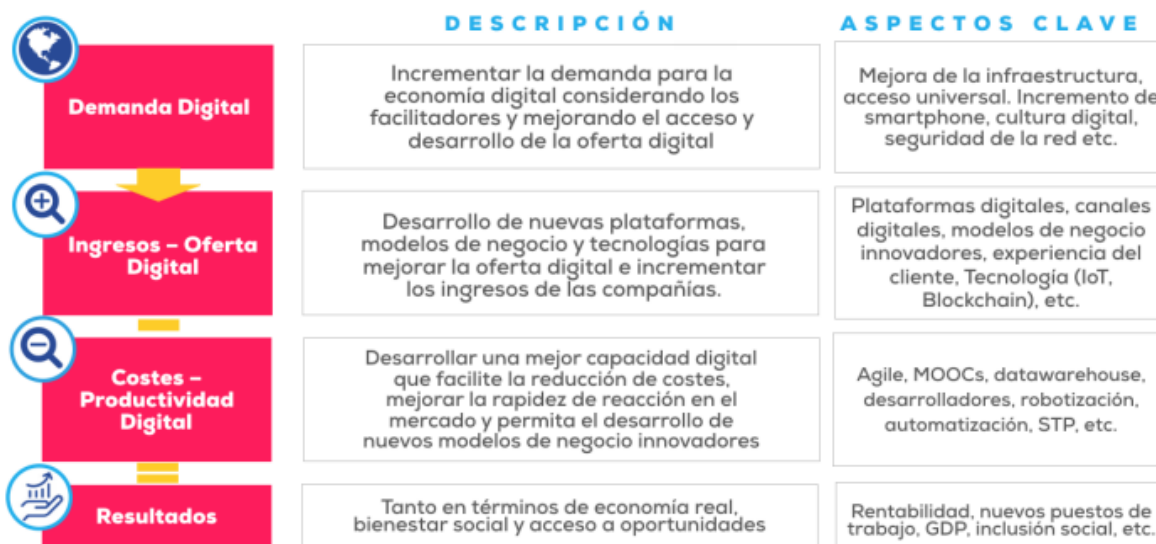 DESCRIPCIÓN
ASPECTOS CLAVE
Demanda Digital
Incrementar la demanda para la
economía digital considerando los
facilitadores y mejorando el acceso y
desarrollo de la oferta digital
Mejora de la infraestructura,
acceso universal. Incremento de
smartphone, cultura digital,
seguridad de la red etc.
Ingresos – Oferta
Digital
Desarrollo de nuevas plataformas,
modelos de negocio y tecnologías para
mejorar la oferta digital e incrementar
los ingresos de las compañías.
Plataformas digitales, canales
digitales, modelos de negocio
innovadores, experiencia del
cliente, Tecnología (IoT,
Blockchain), etc.
Costes –
Productividad
Digital
Desarrollar una mejor capacidad digital
que facilite la reducción de costes,
mejorar la rapidez de reacción en el
mercado y permita el desarrollo de
nuevos modelos de negocio innovadores
Agile, MOOCs, datawarehouse,
desarrolladores, robotización,
automatización, STP, etc.
Resultados
Tanto en términos de economía real,
bienestar social y acceso a oportunidades
Rentabilidad, nuevos puestos de
trabajo, GDP, inclusión social, etc.